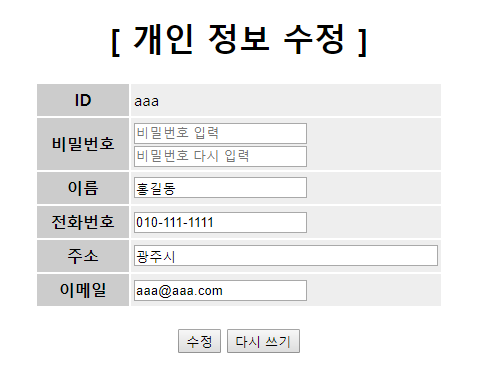 [ 개인 정보 수정 ]
ID aaa
비밀번호 비밀번호 입력
비밀번호 다시 입력
이름 홍길동
전화번호 010-111-1111
주소 광주시
이메일 aaa@aaa.com
수정 다시 쓰기